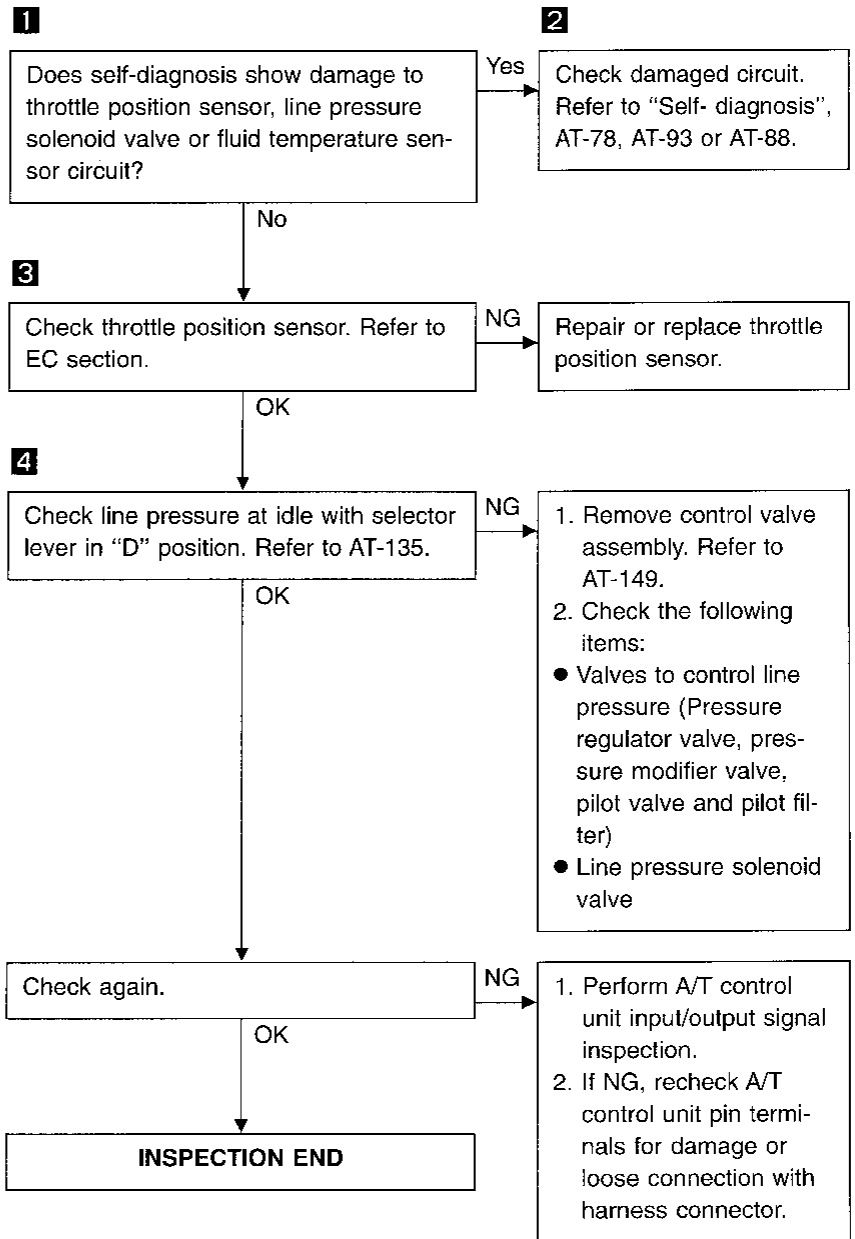 1
Does self-diagnosis show damage to
throttle position sensor, line pressure
solenoid valve or fluid temperature sen-
sor circuit?
Yes
2
Check damaged circuit.
Refer to “Self- diagnosis”,
AT-78, AT-93 or AT-88.
No
3
Check throttle position sensor. Refer to
EC section.
NG
Repair or replace throttle
position sensor.
OK
4
Check line pressure at idle with selector
lever in “D” position. Refer to AT-135.
NG
1. Remove control valve
assembly. Refer to
AT-149.
2. Check the following
items:
● Valves to control line
pressure (Pressure
regulator valve, pres-
sure modifier valve,
pilot valve and pilot fil-
ter)
● Line pressure solenoid
valve
OK
Check again.
NG
1. Perform A/T control
unit input/output signal
inspection.
2. If NG, recheck A/T
control unit pin termi-
nals for damage or
loose connection with
harness connector.
OK
INSPECTION END